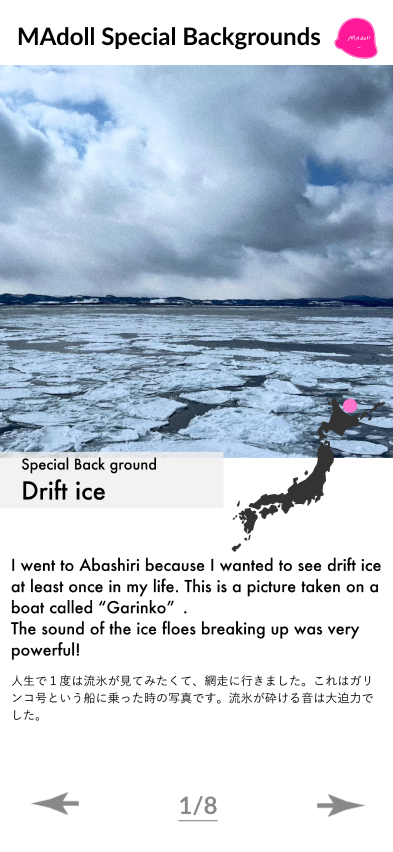 MAdoll Special Backgrounds
MAdoll
Special Back ground
Drift ice
I went to Abashiri because I wanted to see drift ice
at least once in my life. This is a picture taken on a
boat called “Garinko” .
The sound of the ice floes breaking up was very
powerful!
人生で１度は流氷が見てみたくて、網走に行きました。これはガリ
ンコ号という船に乗った時の写真です。流氷が砕ける音は大迫力で
した。
1/8